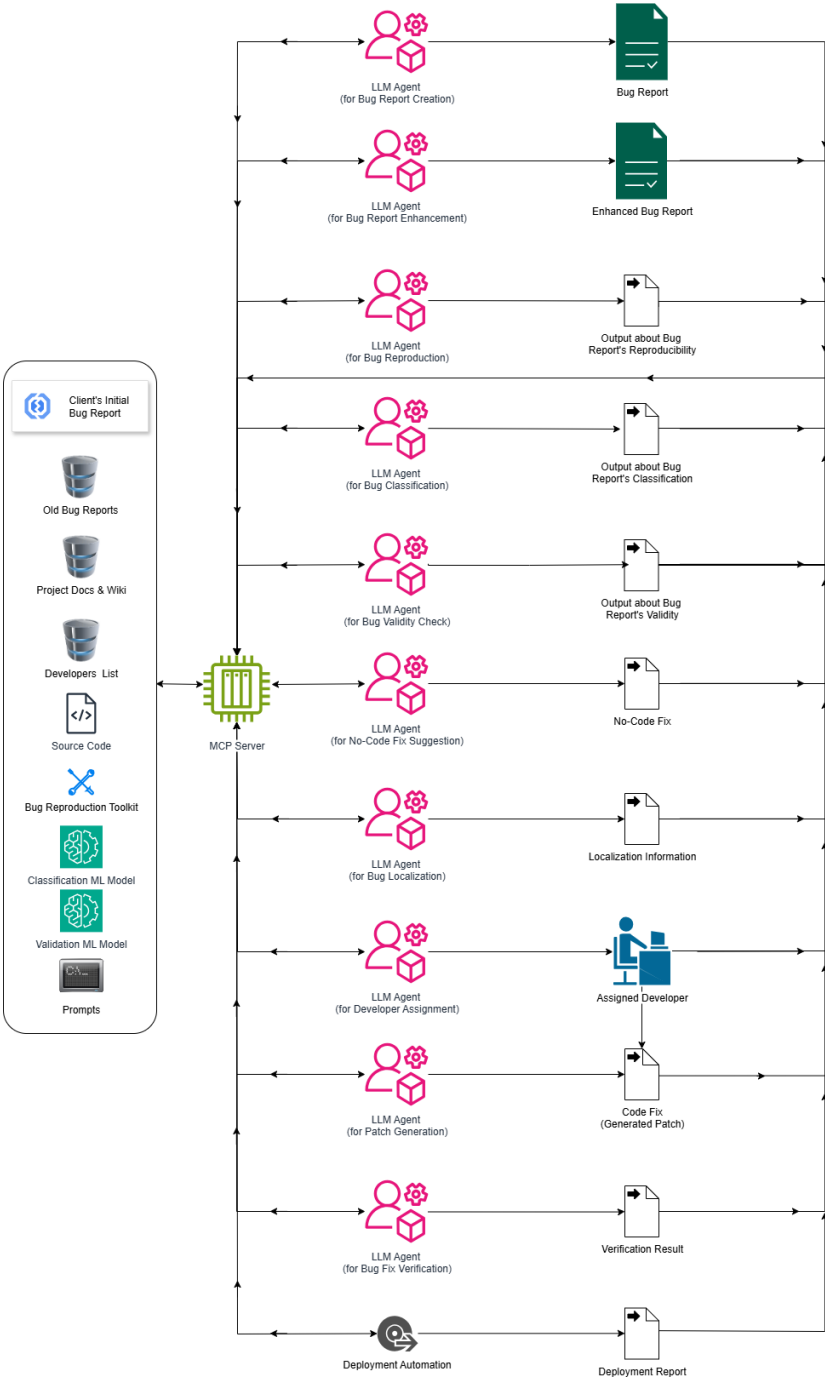 LLM Agent
(for Bug Report Creation)
Bug Report
LLM Agent
(for Bug Report Enhancement)
Enhanced Bug Report
LLM Agent
(for Bug Reproduction)
Output about Bug
Report's Reproducibility
Client's Initial
Bug Report
Old Bug Reports
Project Docs & Wiki
Developers List
Source Code
Bug Reproduction Toolkit
Classification ML Model
Validation ML Model
C:\_
Prompts
MCP Server
LLM Agent
(for Bug Classification)
Output about Bug
Report's Classification
LLM Agent
(for Bug Validity Check)
Output about Bug
Report's Validity
LLM Agent
(for No-Code Fix Suggestion)
No-Code Fix
LLM Agent
(for Bug Localization)
Localization Information
LLM Agent
(for Developer Assignment)
Assigned Developer
LLM Agent
(for Patch Generation)
Code Fix
(Generated Patch)
LLM Agent
(for Bug Fix Verification)
Verification Result
Deployment Automation
Deployment Report